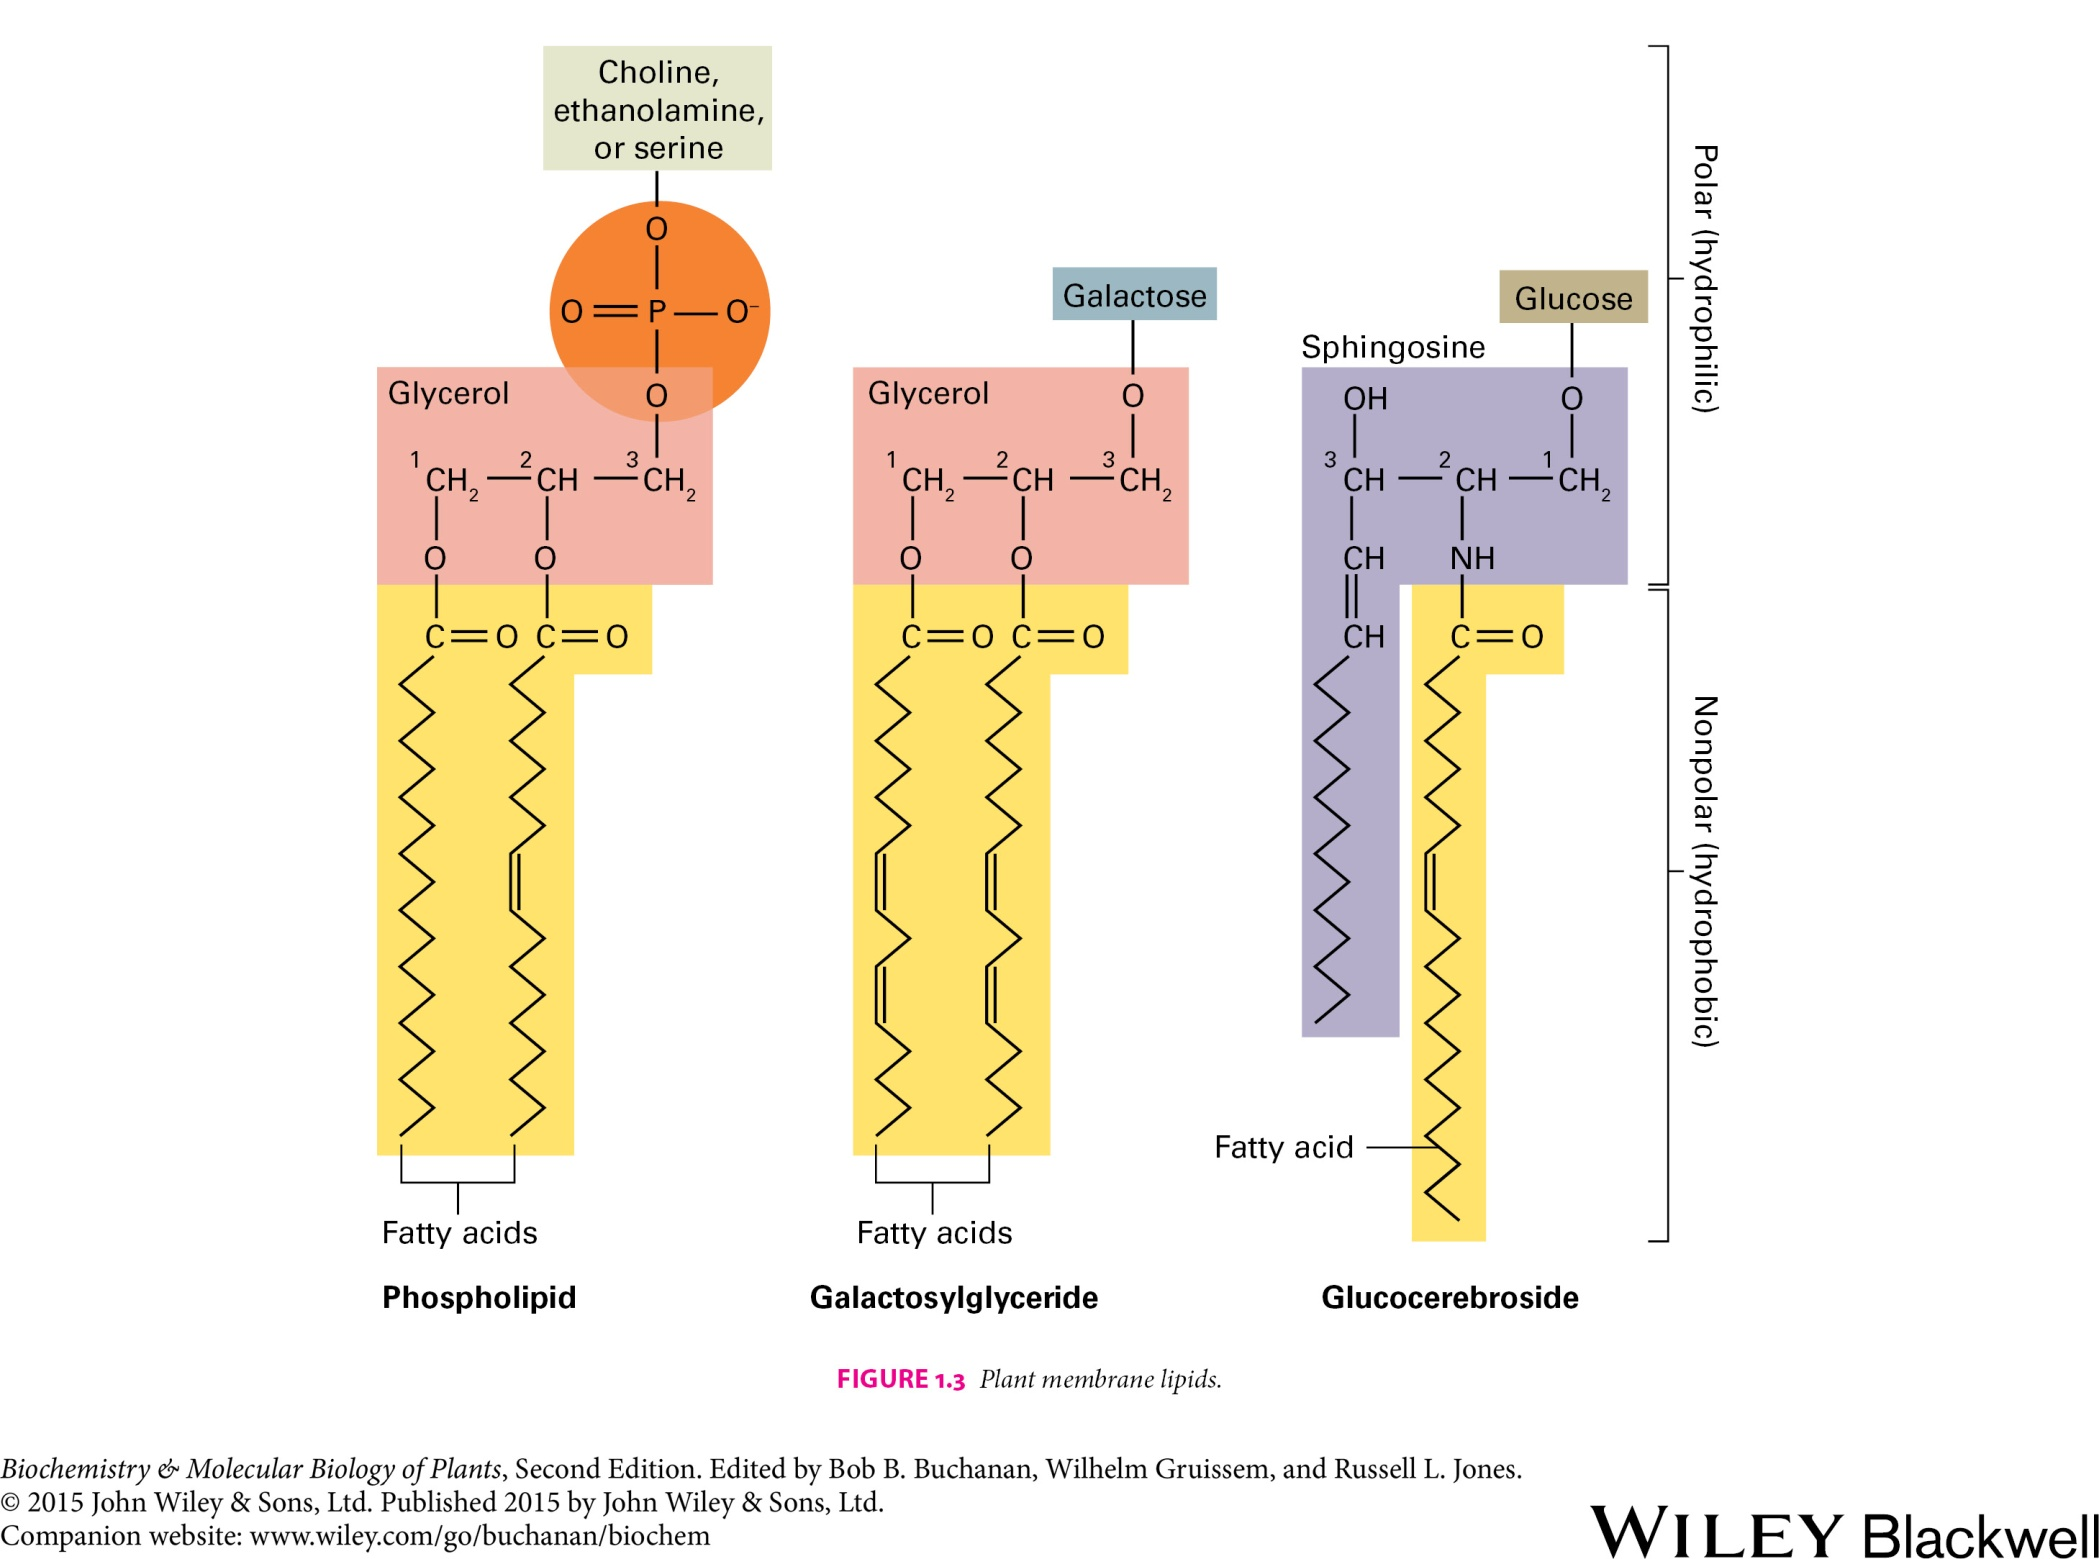 Choline,
ethanolamine,
or serine
O
O P O–
O
Glycerol
1 CH2 2 CH 3 CH2
O O
C O C O
Fatty acids
Phospholipid
Galactose
Glycerol
O
1 CH2 2 CH 3 CH2
O O
C O C O
Fatty acids
Galactosylglyceride
Glucose
Sphingosine
OH O
3 CH 2 CH 1 CH2
CH NH
CH C O
Fatty acid
Glucocerebroside
Polar (hydrophilic)
Nonpolar (hydrophobic)
FIGURE 1.3 Plant membrane lipids.
Biochemistry & Molecular Biology of Plants, Second Edition. Edited by Bob B. Buchanan, Wilhelm Gruissem, and Russell L. Jones.
© 2015 John Wiley & Sons, Ltd. Published 2015 by John Wiley & Sons, Ltd.
Companion website: www.wiley.com/go/buchanan/biochem
WILEY Blackwell